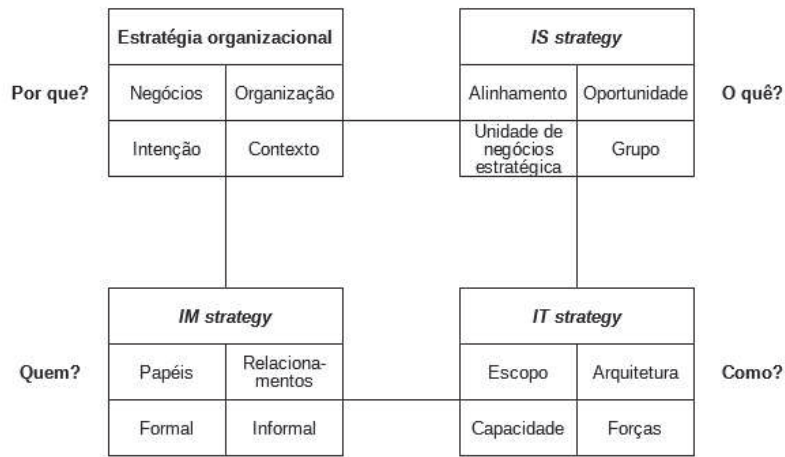 Estratégia organizacional
IS strategy
Por que?
Negócios
Organização
Alinhamento
Oportunidade
O quê?
Intenção
Contexto
Unidade de
negócios
estratégica
Grupo
IM strategy
IT strategy
Quem?
Papéis
Relaciona-
mentos
Escopo
Arquitetura
Como?
Formal
Informal
Capacidade
Forças